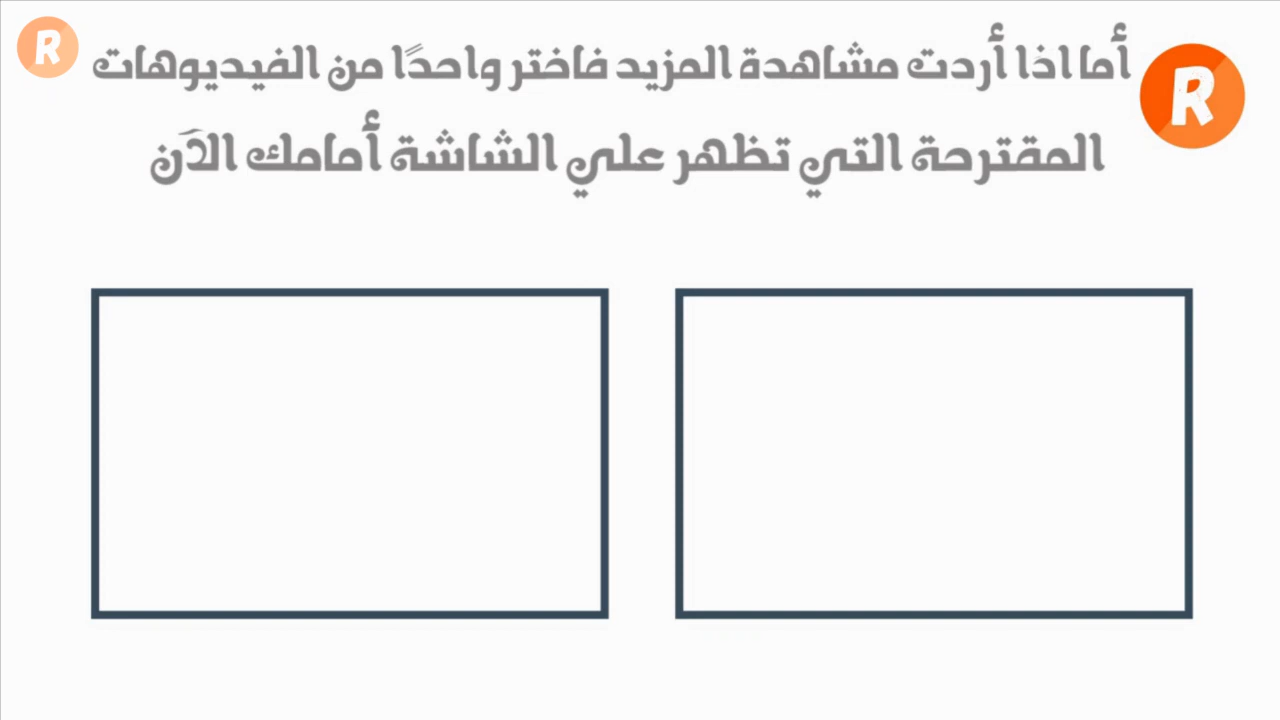 R
أما اذا أردت مشاهدة المزيد فاختر واحدًا من الفيديوهات
R
المقترحة التي تظهر علي الشاشة أمامك الآن